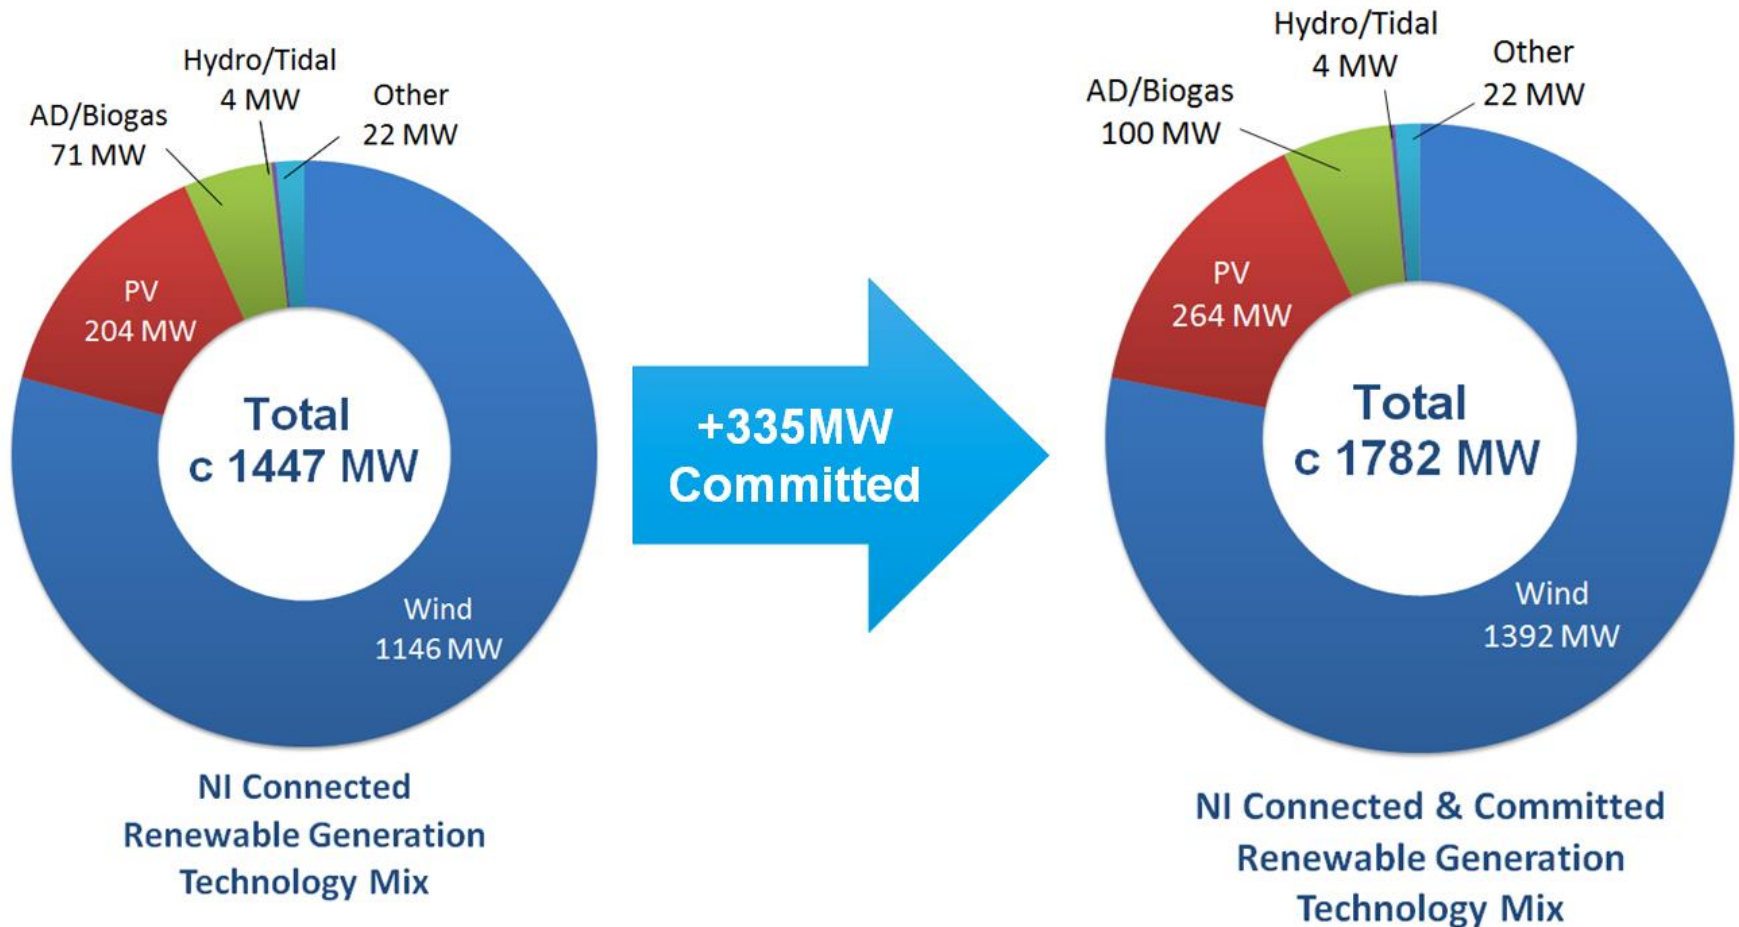 Hydro/Tidal
4 MW
Other
22 MW
AD/Biogas
71 MW
PV
204 MW
Total
c 1447 MW
Wind
1146 MW
NI Connected
Renewable Generation
Technology Mix
+335MW
Committed
Hydro/Tidal
4 MW
Other
22 MW
AD/Biogas
100 MW
PV
264 MW
Total
c 1782 MW
Wind
1392 MW
NI Connected & Committed
Renewable Generation
Technology Mix